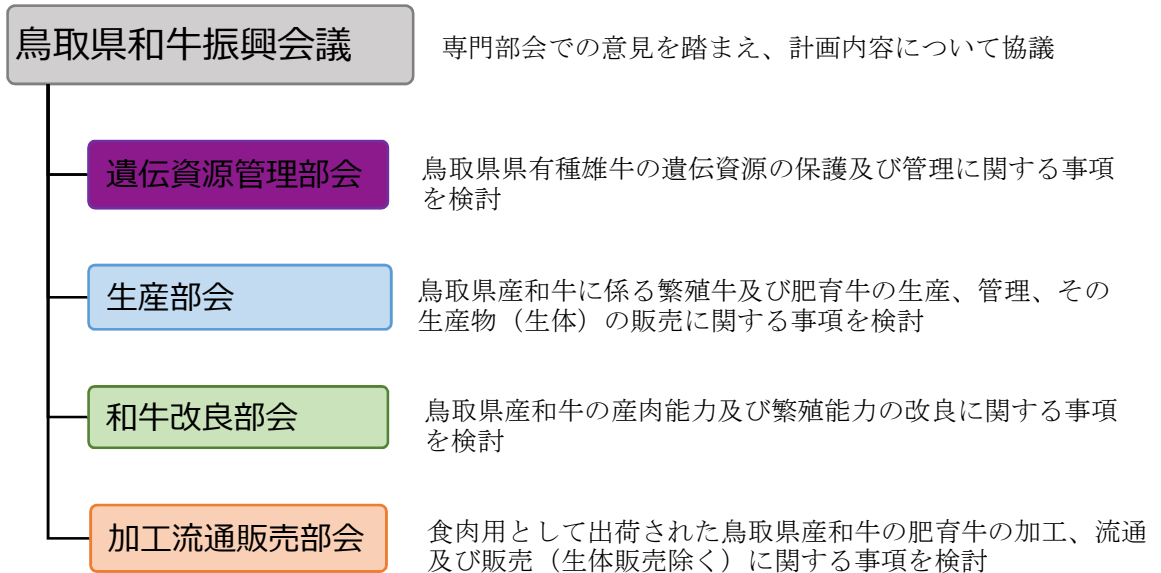 鳥取県和牛振興会議
専門部会での意見を踏まえ、計画内容について協議
遺伝資源管理部会
鳥取県県有種雄牛の遺伝資源の保護及び管理に関する事項
を検討
生産部会
鳥取県産和牛に係る繁殖牛及び肥育牛の生産、管理、その
生産物（生体）の販売に関する事項を検討
和牛改良部会
鳥取県産和牛の産肉能力及び繁殖能力の改良に関する事項
を検討
加工流通販売部会
食肉用として出荷された鳥取県産和牛の肥育牛の加工、流通
及び販売（生体販売除く）に関する事項を検討